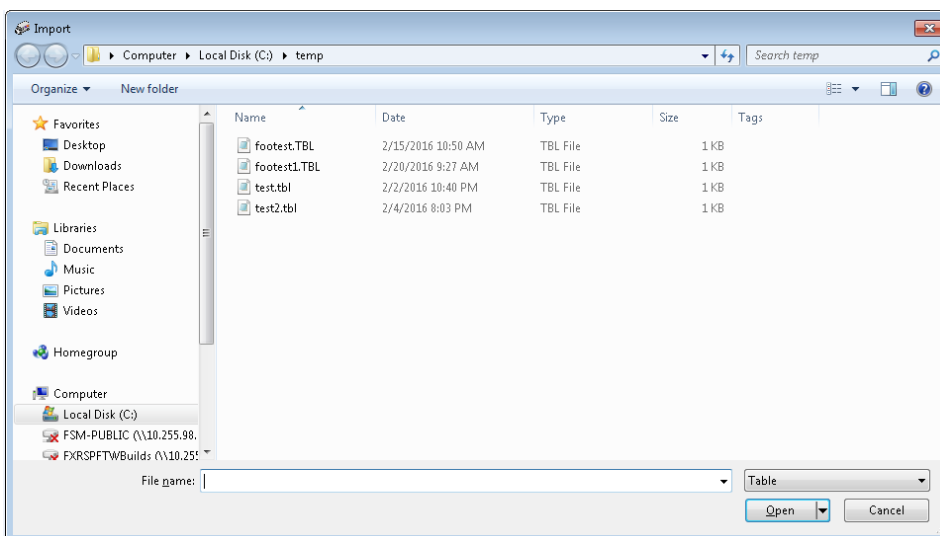 Import
Computer Local Disk (C:) temp
Search temp
Organize New folder
Favorites
Desktop
Downloads
Recent Places
Libraries
Documents
Music
Pictures
Videos
Homegroup
Computer
Local Disk (C:)
FSM-PUBLIC (\\10.255.98.
FXRSPFTWBuilds (\\10.255
Name Date Type Size Tags
footest.TBL 2/15/2016 10:50 AM TBL File 1 KB
footest1.TBL 2/20/2016 9:27 AM TBL File 1 KB
test.tbl 2/2/2016 10:40 PM TBL File 1 KB
test2.tbl 2/4/2016 8:03 PM TBL File 1 KB
File name: Table
Open Cancel